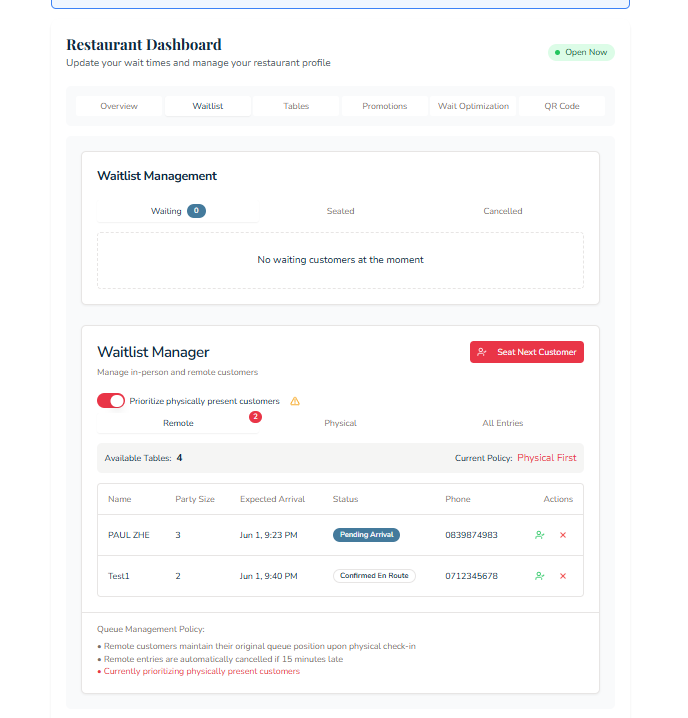 Restaurant Dashboard
Update your wait times and manage your restaurant profile
Open Now
Overview Waitlist Tables Promotions Wait Optimization QR Code
Waitlist Management
Waiting 0 Seated Cancelled
No waiting customers at the moment
Waitlist Manager
Seat Next Customer
Manage in-person and remote customers
Prioritize physically present customers
Remote 2 Physical All Entries
Available Tables: 4 Current Policy: Physical First
Name Party Size Expected Arrival Status Phone Actions
PAUL ZHE 3 Jun 1, 9:23 PM Pending Arrival 0839874983
Test1 2 Jun 1, 9:40 PM Confirmed En Route 0712345678
Queue Management Policy:
• Remote customers maintain their original queue position upon physical check-in
• Remote entries are automatically cancelled if 15 minutes late
• Currently prioritizing physically present customers